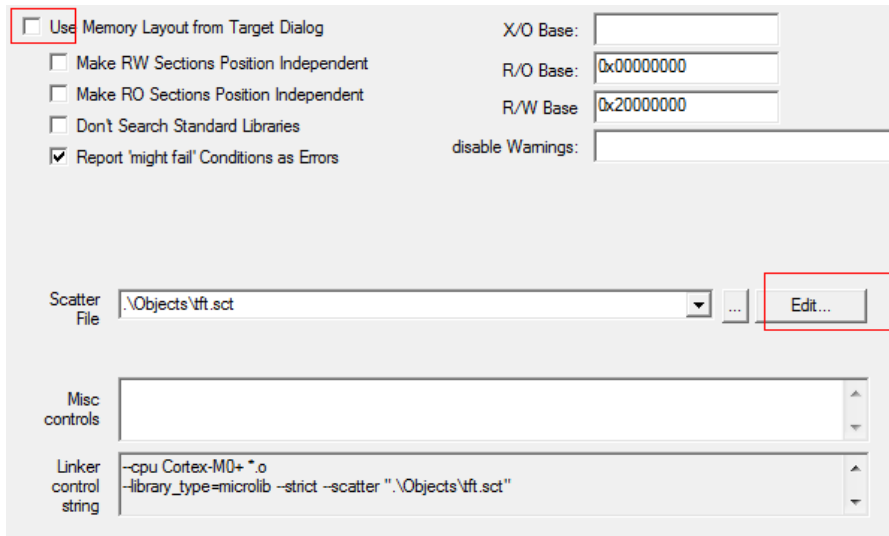 Use Memory Layout from Target Dialog
X/O Base:
Make RW Sections Position Independent
R/O Base: 0x00000000
Make RO Sections Position Independent
R/W Base 0x20000000
Don't Search Standard Libraries
disable Warnings:
Report 'might fail' Conditions as Errors
Scatter File
.\Objects\tft.sct
...
Edit...
Misc controls
Linker control string
--cpu Cortex-M0+ *.o
--library_type=microlib --strict --scatter ".\Objects\tft.sct"